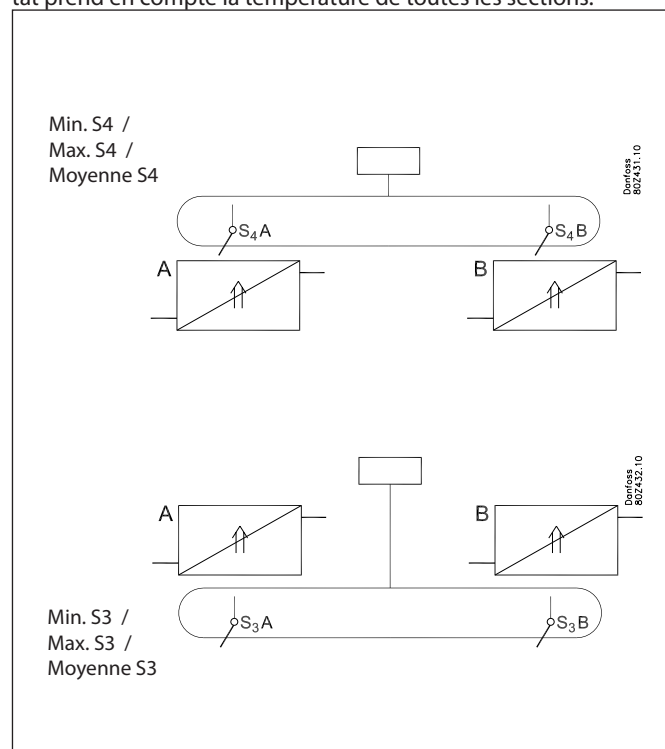 tat prend en compte la température de toutes les sections.
Min. S4 /
Max. S4 /
Moyenne S4
Danfoss
80Z431.10
S4A
S4B
A
B
Danfoss
80Z432.10
A
B
S3A
S3B
Min. S3 /
Max. S3 /
Moyenne S3